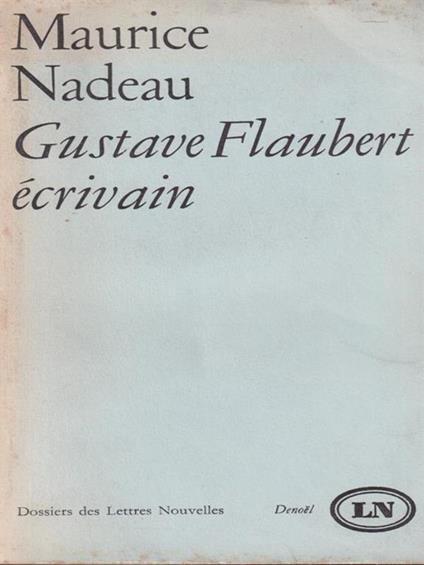 Maurice
Nadeau
Gustave Flaubert
écrivain
Dossiers des Lettres Nouvelles Denoël LN